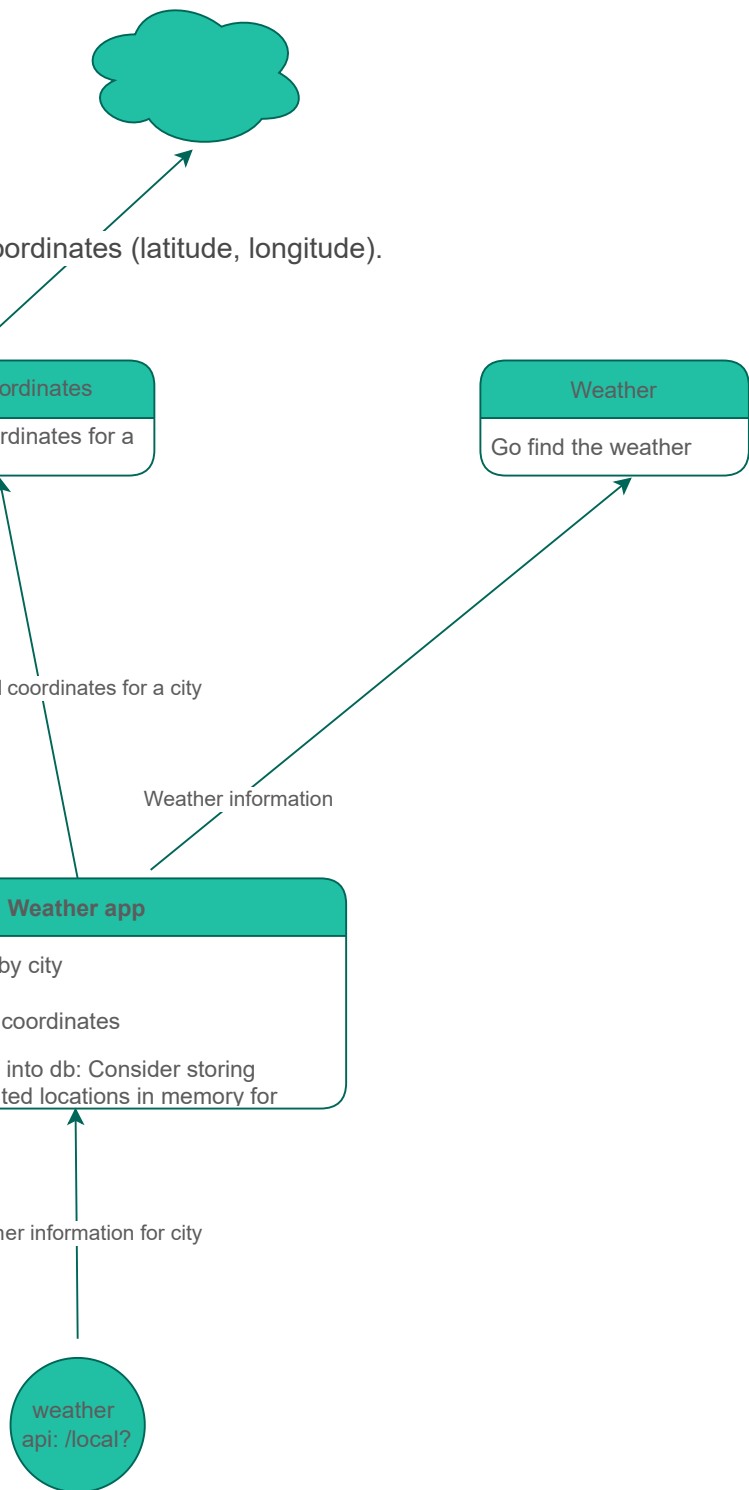 oordinates (latitude, longitude).
ordinates
rdinates for a
Weather
Go find the weather
coordinates for a city
Weather information
Weather app
by city
coordinates
into db: Consider storing
ted locations in memory for
er information for city
weather
api: /local?